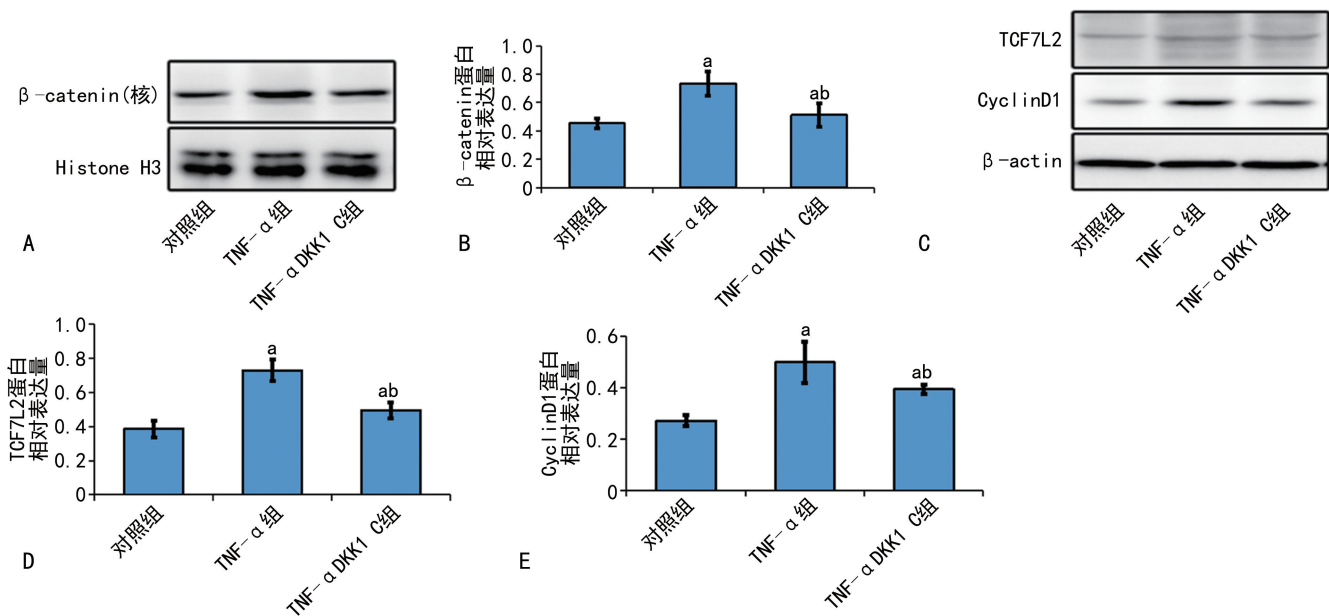 β-catenin(核)
Histone H3
对照组
TNF-α组
TNF-αDKK1 C组
A
β-catenin蛋白
相对表达量
1.0
0.8
0.6
0.4
0.2
0
a
ab
对照组
TNF-α组
TNF-αDKK1 C组
B
TCF7L2
CyclinD1
β-actin
对照组
TNF-α组
TNF-αDKK1 C组
C
TCF7L2蛋白
相对表达量
1.0
0.8
0.6
0.4
0.2
0
a
ab
对照组
TNF-α组
TNF-αDKK1 C组
D
CyclinD1蛋白
相对表达量
0.6
0.4
0.2
0
a
ab
对照组
TNF-α组
TNF-αDKK1 C组
E